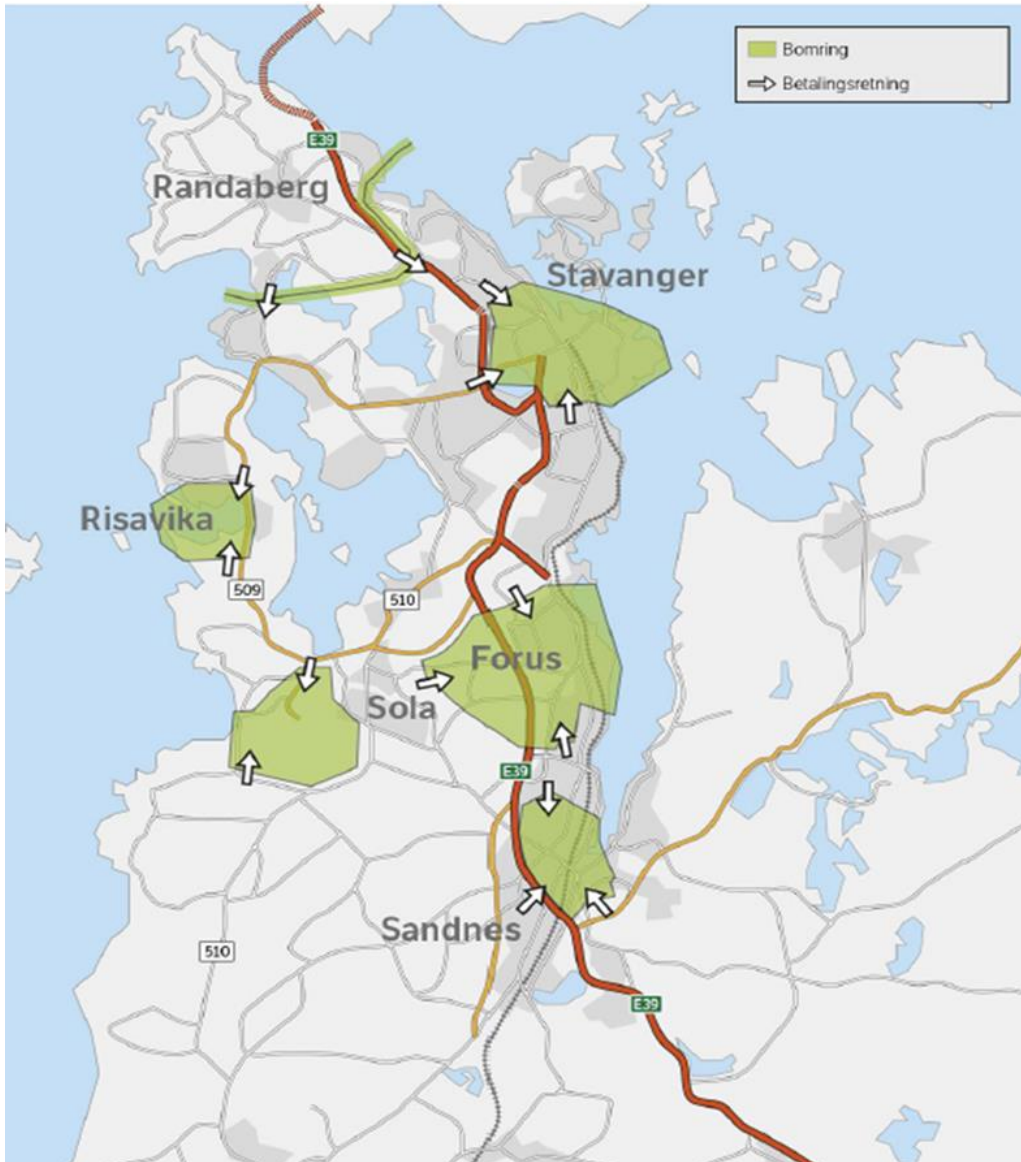 Bomring
Betalingsretning
E39
Randaberg
Stavanger
Risavika
509
510
Forus
Sola
E39
Sandnes
510
E39